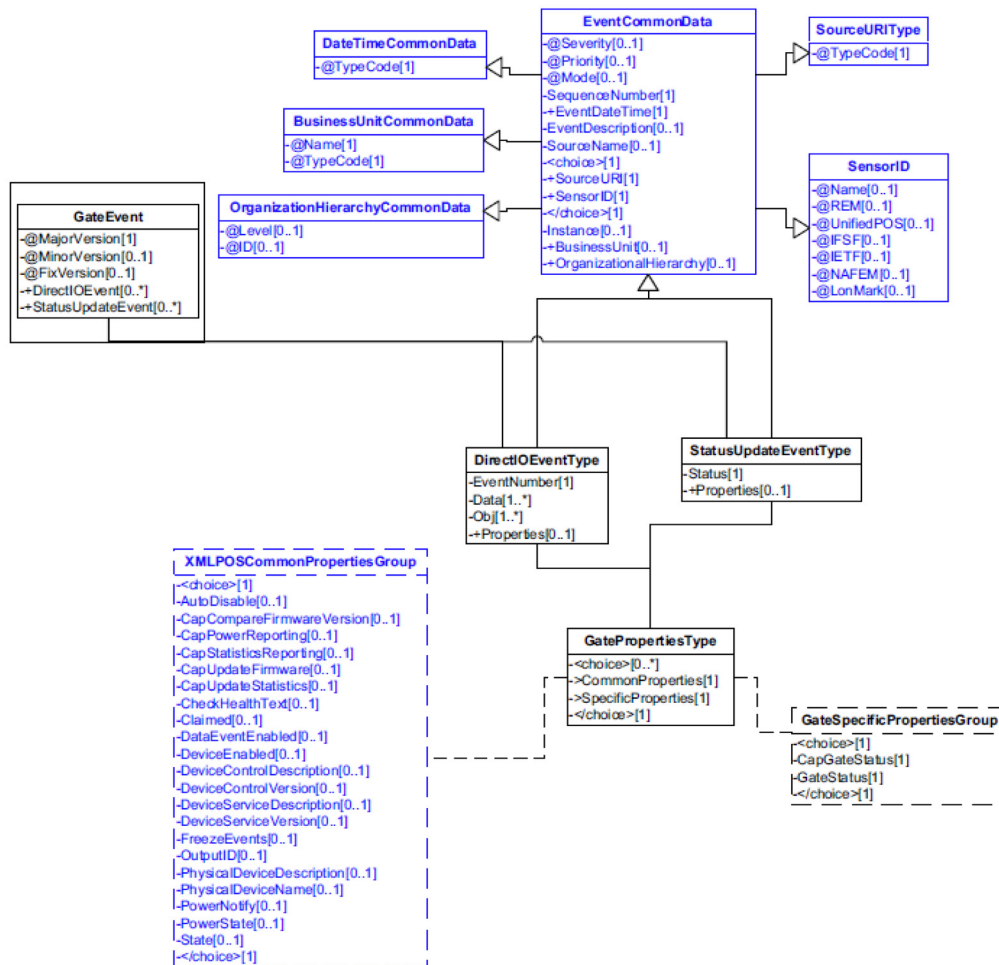 EventCommonData
-@Severity[0..1]
-@Priority[0..1]
-@Mode[0..1]
-SequenceNumber[1]
-+EventDateTime[1]
-EventDescription[0..1]
-SourceName[0..1]
-<choice>[1]
-+SourceURI[1]
-+SensorID[1]
-</choice>[1]
-Instance[0..1]
-+BusinessUnit[0..1]
-+OrganizationalHierarchy[0..1]
DateTimeCommonData
-@TypeCode[1]
SourceURIType
-@TypeCode[1]
BusinessUnitCommonData
-@Name[1]
-@TypeCode[1]
OrganizationHierarchyCommonData
-@Level[0..1]
-@ID[0..1]
SensorID
-@Name[0..1]
-@REM[0..1]
-@UnifiedPOS[0..1]
-@IFSF[0..1]
-@IETF[0..1]
-@NAFEM[0..1]
-@LonMark[0..1]
GateEvent
-@MajorVersion[1]
-@MinorVersion[0..1]
-@FixVersion[0..1]
-+DirectIOEvent[0..*]
-+StatusUpdateEvent[0..*]
DirectIOEventType
-EventNumber[1]
-Data[1..*]
-Obj[1..*]
-+Properties[0..1]
StatusUpdateEventType
-Status[1]
-+Properties[0..1]
XMLPOSCommonPropertiesGroup
-<choice>[1]
-AutoDisable[0..1]
-CapCompareFirmwareVersion[0..1]
-CapPowerReporting[0..1]
-CapStatisticsReporting[0..1]
-CapUpdateFirmware[0..1]
-CapUpdateStatistics[0..1]
-CheckHealthText[0..1]
-Claimed[0..1]
-DataEventEnabled[0..1]
-DeviceEnabled[0..1]
-DeviceControlDescription[0..1]
-DeviceControlVersion[0..1]
-DeviceServiceDescription[0..1]
-DeviceServiceVersion[0..1]
-FreezeEvents[0..1]
-OutputID[0..1]
-PhysicalDeviceDescription[0..1]
-PhysicalDeviceName[0..1]
-PowerNotify[0..1]
-PowerState[0..1]
-State[0..1]
-</choice>[1]
GatePropertiesType
-<choice>[0..*]
->CommonProperties[1]
->SpecificProperties[1]
-</choice>[1]
GateSpecificPropertiesGroup
-<choice>[1]
-CapGateStatus[1]
-GateStatus[1]
-</choice>[1]